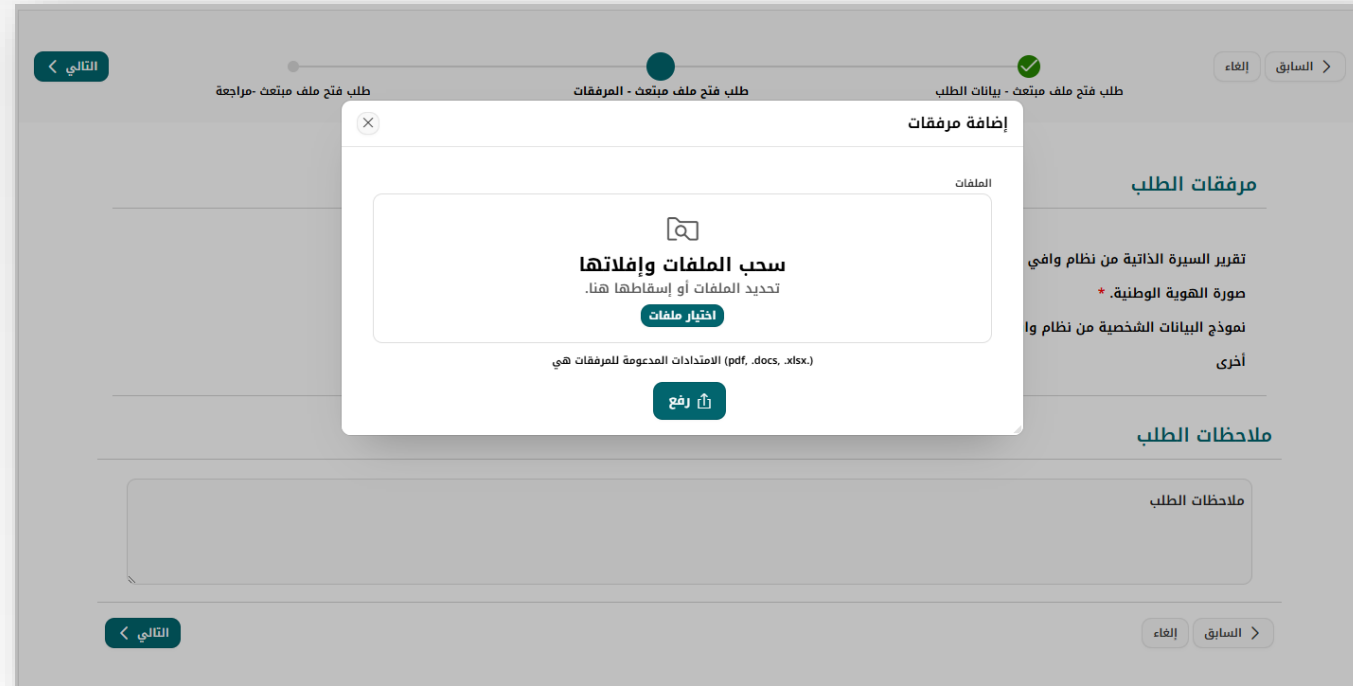 السابق
إلغاء
التالي
طلب فتح ملف مبتعث - بيانات الطلب
طلب فتح ملف مبتعث - المرفقات
طلب فتح ملف مبتعث -مراجعة
إضافة مرفقات
الملفات
سحب الملفات وإفلاتها
تحديد الملفات أو إسقاطها هنا.
اختيار ملفات
الامتدادات المدعومة للمرفقات هي (pdf, .docs, .xlsx.)
رفع
مرفقات الطلب
تقرير السيرة الذاتية من نظام وافي
صورة الهوية الوطنية. *
نموذج البيانات الشخصية من نظام وا
أخرى
ملاحظات الطلب
ملاحظات الطلب
السابق
إلغاء
التالي